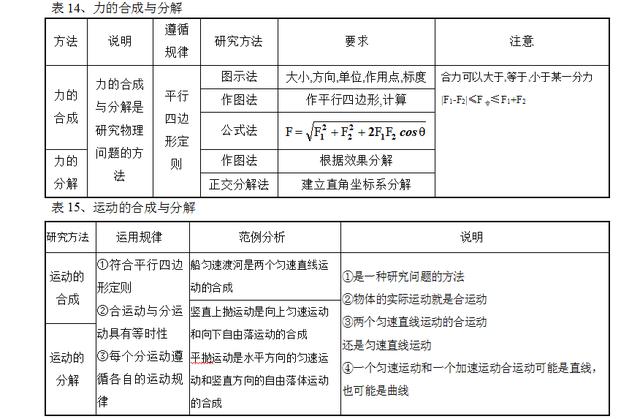 表 14、力的合成与分解
方法 说明 遵循规律 研究方法 要求 注意
力的合成 力的合成与分解是研究物理问题的方法 平行四边形定则 图示法 大小,方向,单位,作用点,标度 合力可以大于,等于,小于某一分力
作图法 作平行四边形,计算 |F₁-F₂|≤F合≤F₁+F₂
公式法 F=√F₁²+F₂²+2F₁F₂ cosθ
力的分解 作图法 根据效果分解
正交分解法 建立直角坐标系分解
表 15、运动的合成与分解
研究方法 运用规律 范例分析 说明
运动的合成
运动的分解
①符合平行四边
形定则
②合运动与分运
动具有等时性
③每个分运动遵
循各自的运动规
律
船匀速渡河是两个匀速直线运
动的合成
竖直上抛运动是向上匀速运动
和向下自由落运动的合成
平抛运动是水平方向的匀速运
动和竖直方向的自由落体运动
的合成
①是一种研究问题的方法
②物体的实际运动就是合运动
③两个匀速直线运动的合运动
还是匀速直线运动
④一个匀速运动和一个加速运动合运动可能是直线,
也可能是曲线